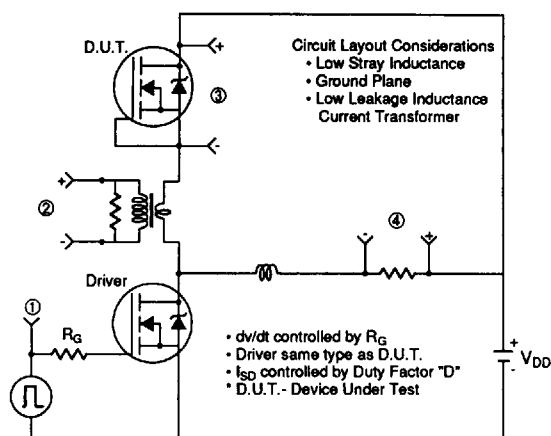 D.U.T.
+
③
-
Circuit Layout Considerations
• Low Stray Inductance
• Ground Plane
• Low Leakage Inductance
Current Transformer
+
②
-
④
-
+
Driver
①
RG
• dv/dt controlled by RG
• Driver same type as D.U.T.
• ISD controlled by Duty Factor "D"
* D.U.T.- Device Under Test
+
-
VDD